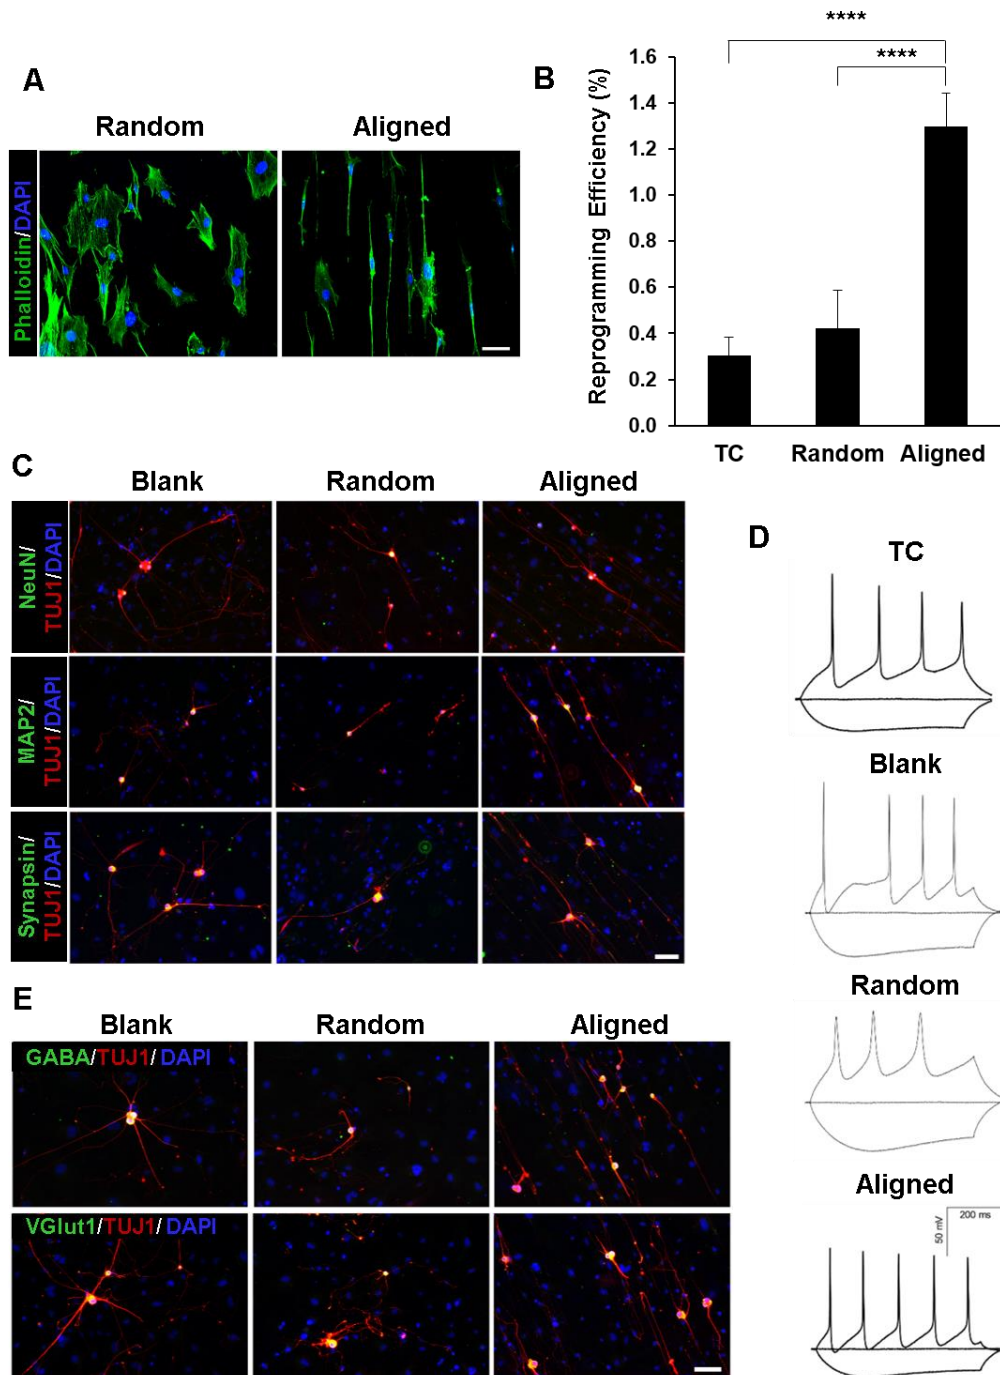 A
Random Aligned
Phalloidin/DAPI
B
****
****
Reprogramming Efficiency (%)
1.6
1.4
1.2
1.0
0.8
0.6
0.4
0.2
0.0
TC Random Aligned
C
Blank Random Aligned
NeuN/
TUJ1/DAPI
MAP2/
TUJ1/DAPI
Synapsin/
TUJ1/DAPI
D
TC
Blank
Random
Aligned
200 ms
50 mV
E
Blank Random Aligned
GABA/TUJ1/ DAPI
VGlut1/TUJ1/ DAPI